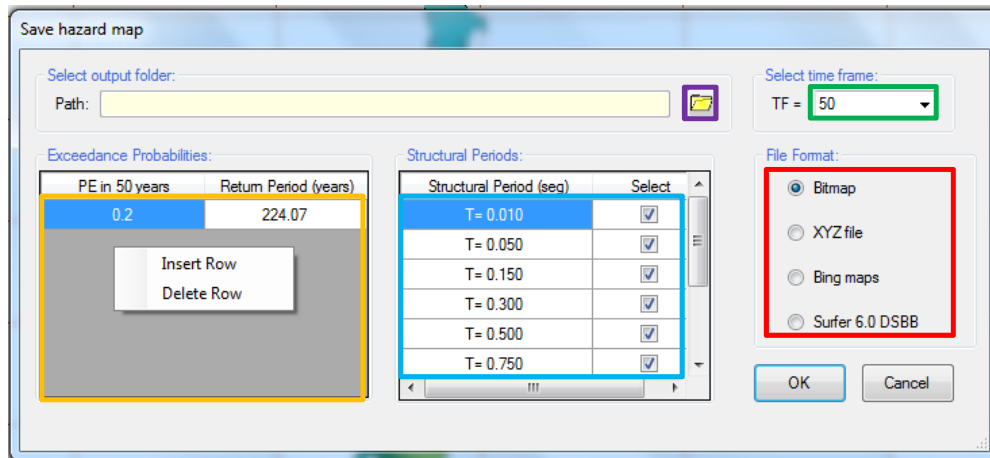 Save hazard map
Select output folder:
Path:
Select time frame:
TF = 50
Exceedance Probabilities:
PE in 50 years Return Period (years)
0.2 224.07
Insert Row
Delete Row
Structural Periods:
Structural Period (seg) Select
T= 0.010
T= 0.050
T= 0.150
T= 0.300
T= 0.500
T= 0.750
File Format:
Bitmap
XYZ file
Bing maps
Surfer 6.0 DSBB
OK Cancel